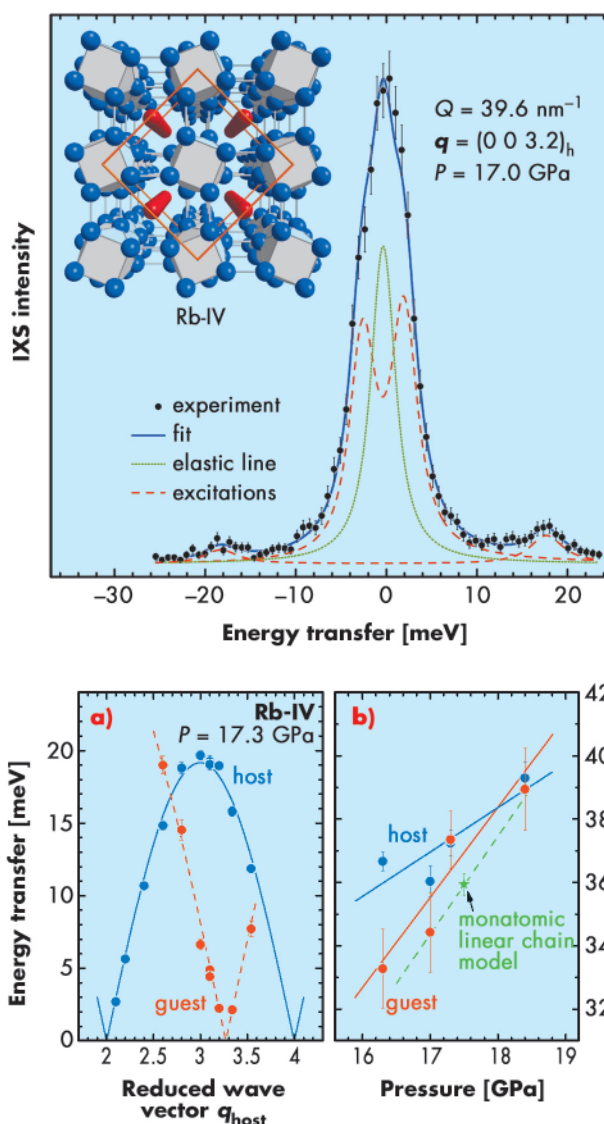 Q = 39.6 nm⁻¹
q = (0 0 3.2)h
P = 17.0 GPa
Rb-IV
IXS intensity
experiment
fit
elastic line
excitations
−30 −20 −10 0 10 20
Energy transfer [meV]
a) Rb-IV
P = 17.3 GPa
host
guest
Energy transfer [meV]
20
15
10
5
0
2 2.5 3 3.5 4
Reduced wave
vector qhost
b)
host
monatomic
linear chain
model
guest
42
40
38
36
34
32
16 17 18 19
Pressure [GPa]